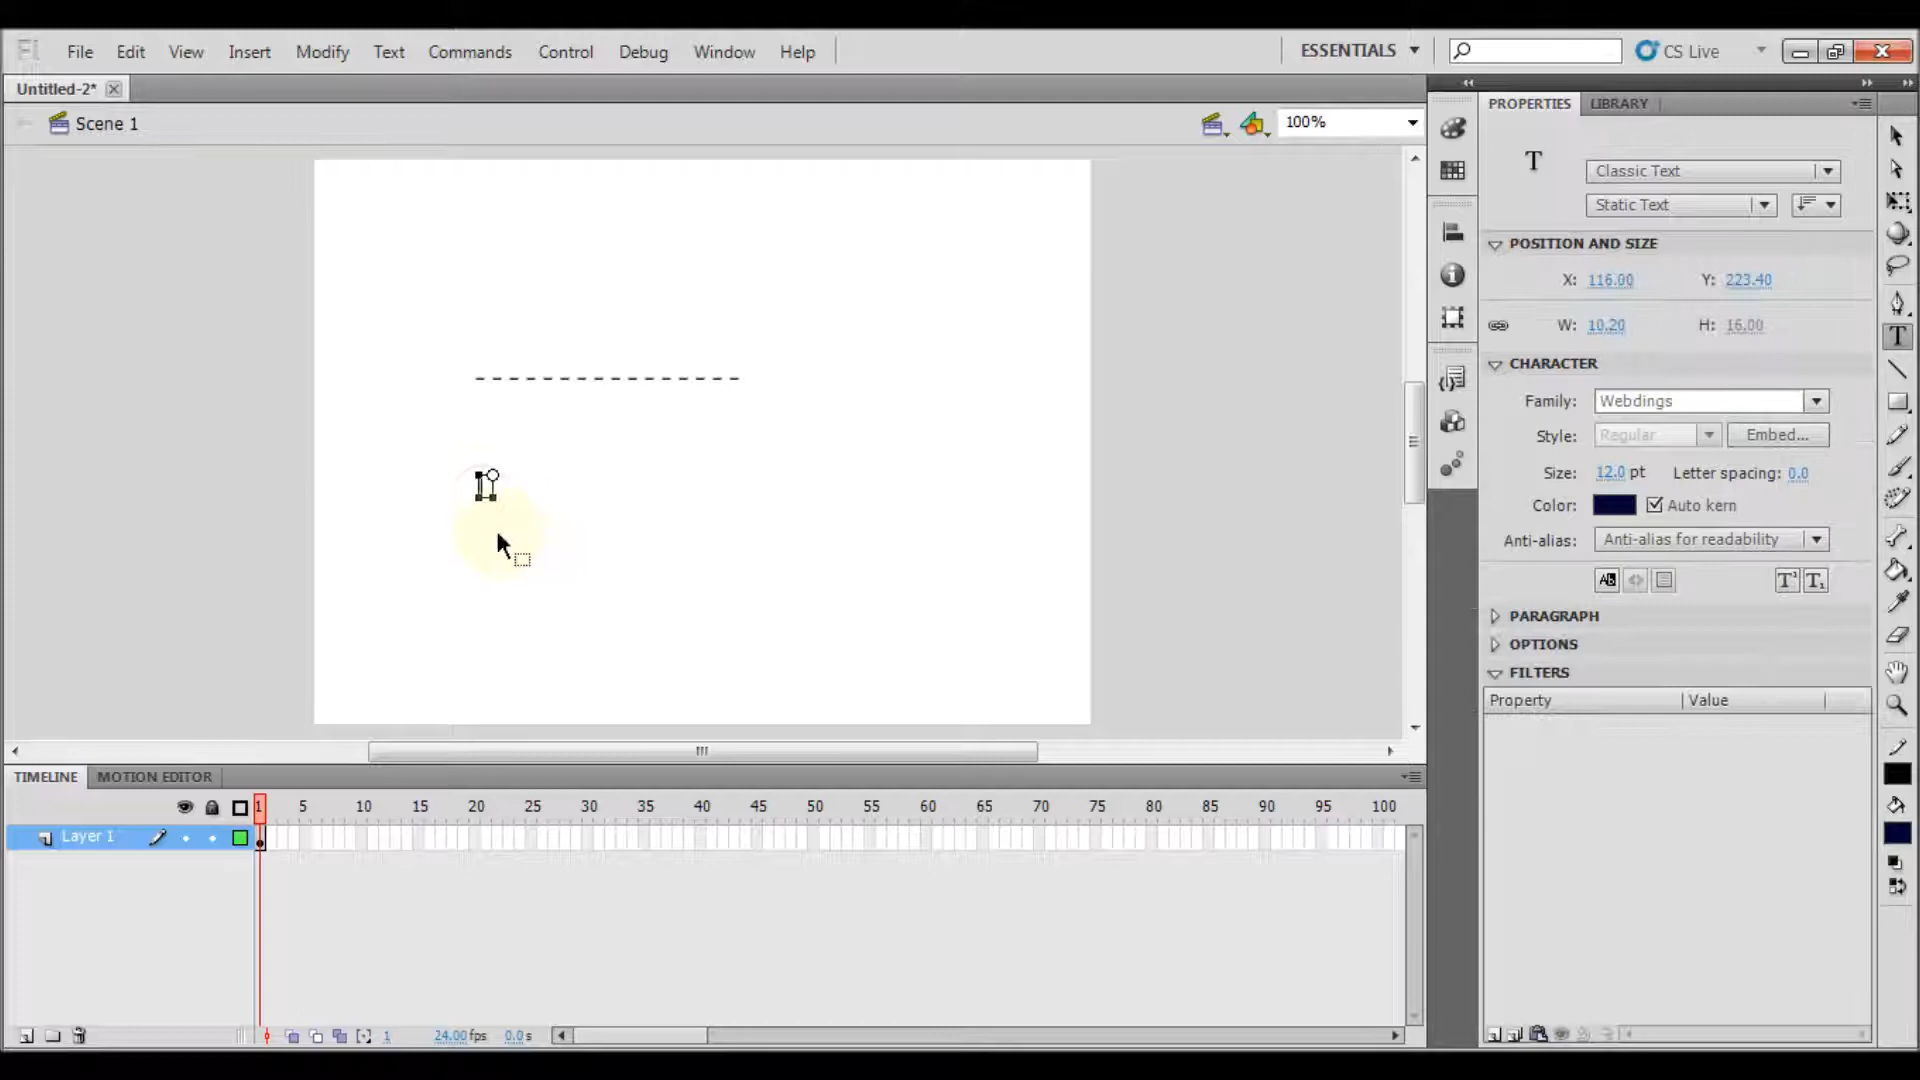 File Edit View Insert Modify Text Commands Control Debug Window Help ESSENTIALS CS Live
Untitled-2*
Scene 1
100%
- - - - - - - - - - - - - - - -
PROPERTIES LIBRARY
T
Classic Text
Static Text
POSITION AND SIZE
X: 116.00 Y: 223.40
W: 10.20 H: 16.00
CHARACTER
Family: Webdings
Style: Regular Embed...
Size: 12.0 pt Letter spacing: 0.0
Color: Auto kern
Anti-alias: Anti-alias for readability
PARAGRAPH
OPTIONS
FILTERS
Property Value
TIMELINE MOTION EDITOR
1 5 10 15 20 25 30 35 40 45 50 55 60 65 70 75 80 85 90 95 100
Layer 1
1 24.00 fps 0.0 s